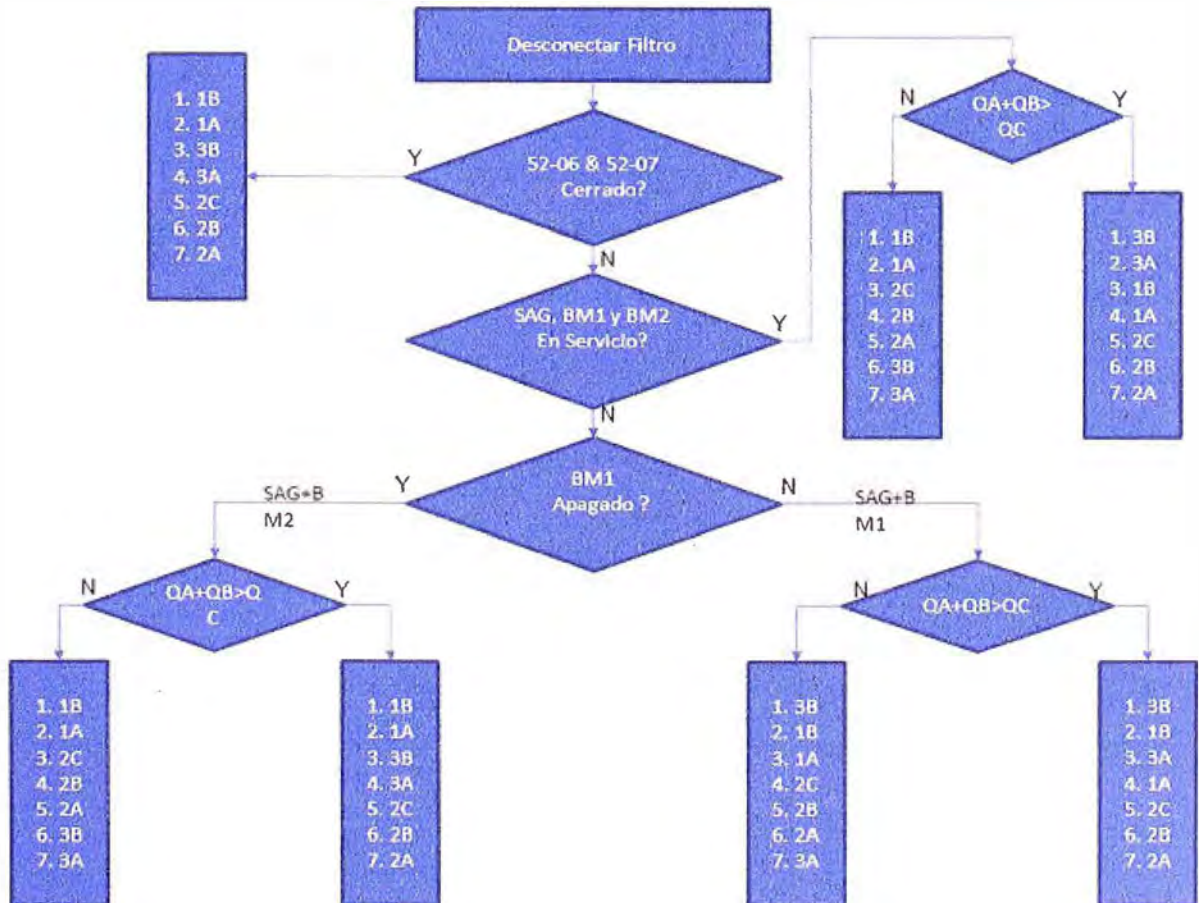 Desconectar Filtro
1. 1B
2. 1A
3. 3B
4. 3A
5. 2C
6. 2B
7. 2A
Y
52-06 & 52-07
Cerrado?
N
SAG, BM1 y BM2
En Servicio?
Y
N
QA+QB>
QC
Y
1. 1B
2. 1A
3. 2C
4. 2B
5. 2A
6. 3B
7. 3A
1. 3B
2. 3A
3. 1B
4. 1A
5. 2C
6. 2B
7. 2A
N
BM1
Apagado ?
Y
SAG+B
M2
N
SAG+B
M1
N
QA+QB>Q
C
Y
1. 1B
2. 1A
3. 2C
4. 2B
5. 2A
6. 3B
7. 3A
1. 1B
2. 1A
3. 3B
4. 3A
5. 2C
6. 2B
7. 2A
N
QA+QB>QC
Y
1. 3B
2. 1B
3. 1A
4. 2C
5. 2B
6. 2A
7. 3A
1. 3B
2. 1B
3. 3A
4. 1A
5. 2C
6. 2B
7. 2A